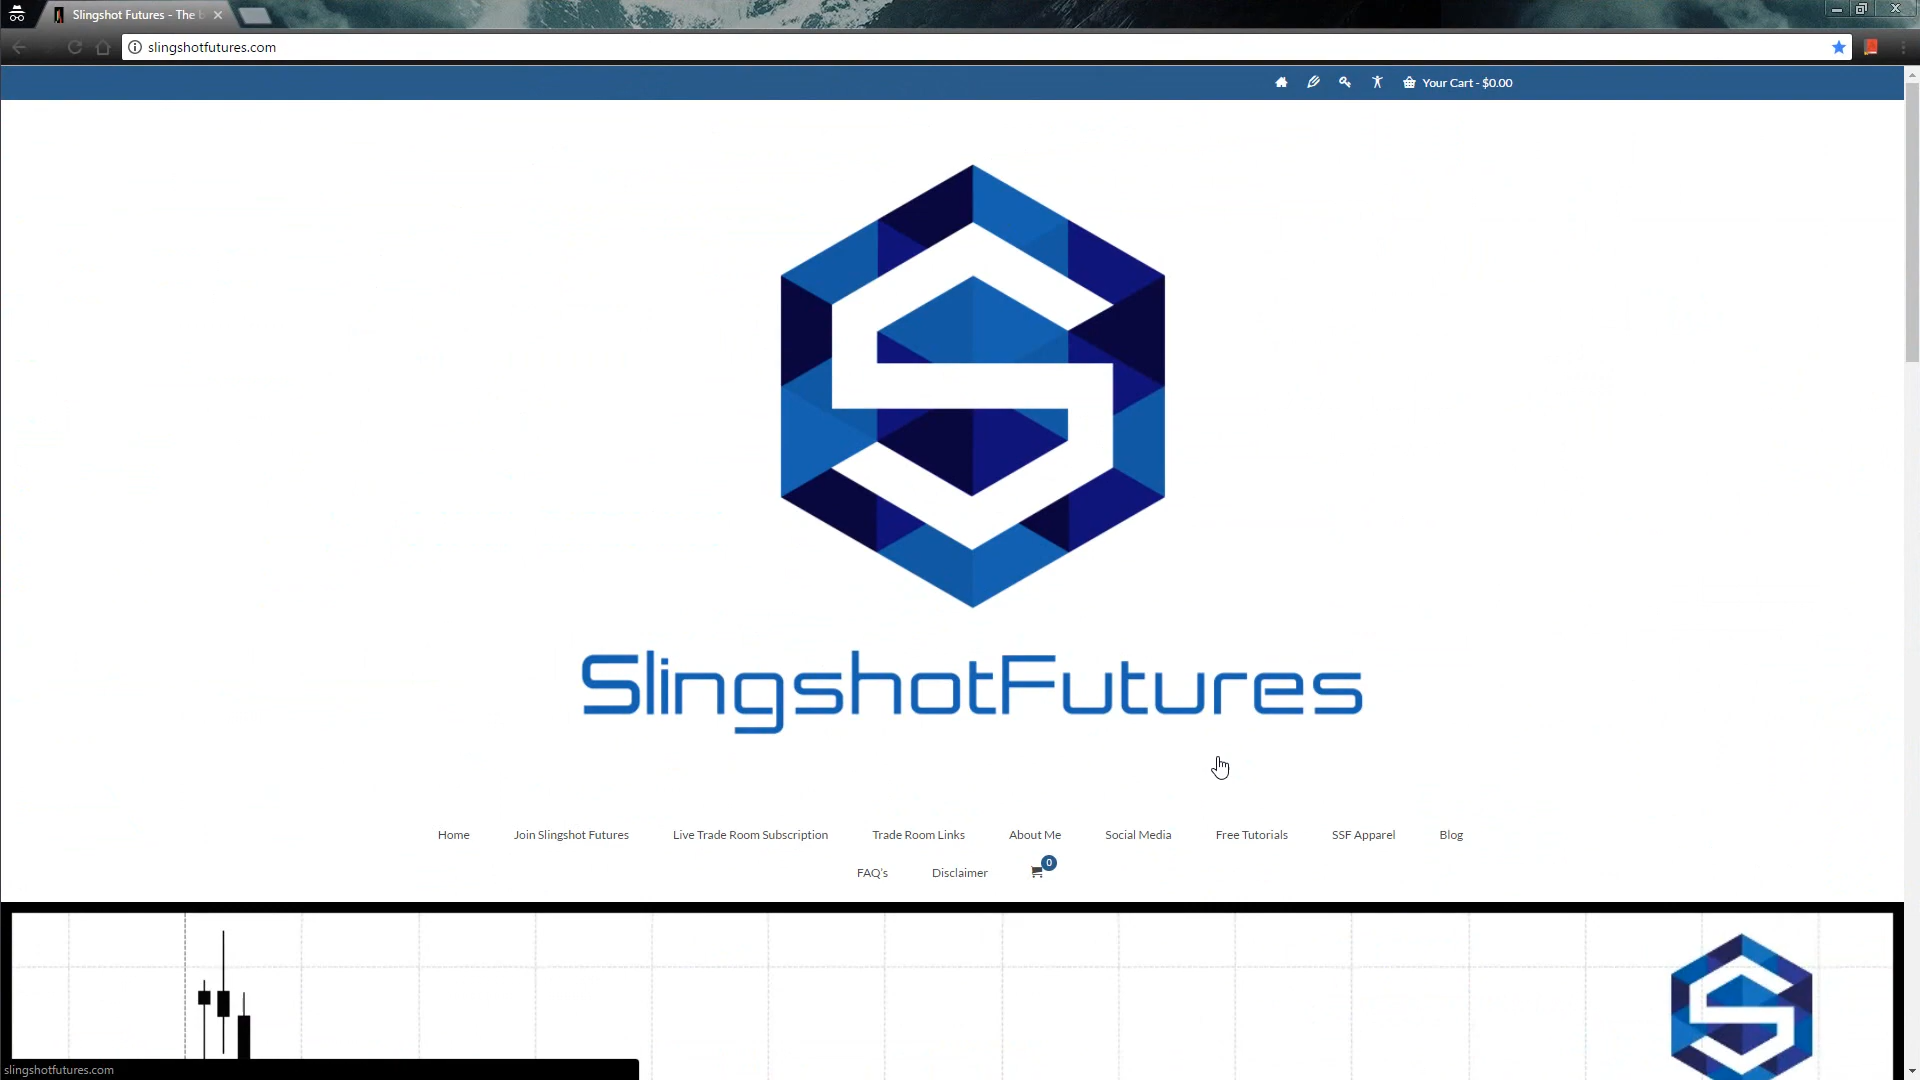 Slingshot Futures - The b
slingshotfutures.com
Your Cart - $0.00
SlingshotFutures
Home Join Slingshot Futures Live Trade Room Subscription Trade Room Links About Me Social Media Free Tutorials SSF Apparel Blog
FAQ's Disclaimer 0
slingshotfutures.com